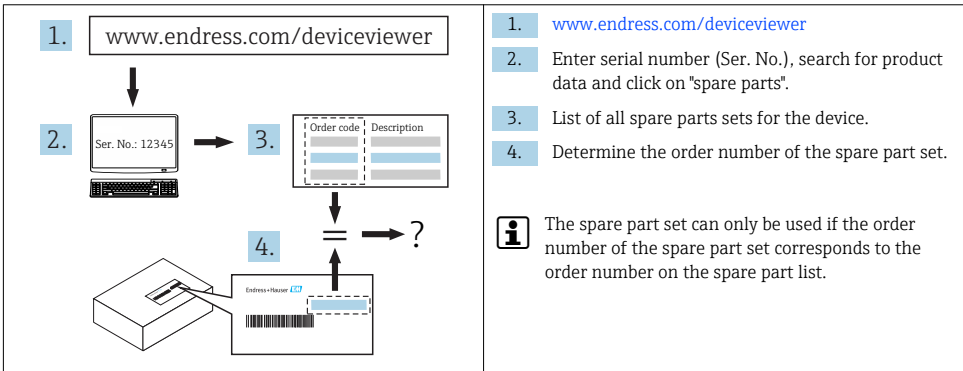 1. www.endress.com/deviceviewer
2. Ser. No.: 12345
3. Order code Description
= ?
4.
Endress+Hauser EH
1. www.endress.com/deviceviewer
2. Enter serial number (Ser. No.), search for product
data and click on "spare parts".
3. List of all spare parts sets for the device.
4. Determine the order number of the spare part set.
i The spare part set can only be used if the order
number of the spare part set corresponds to the
order number on the spare part list.